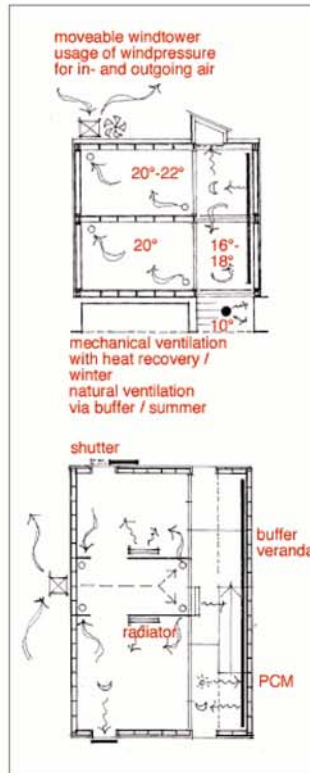 moveable windtower
usage of windpressure
for in- and outgoing air
20°-22°
20°
16°-
18°
10°
mechanical ventilation
with heat recovery /
winter
natural ventilation
via buffer / summer
shutter
buffer
veranda
radiator
PCM